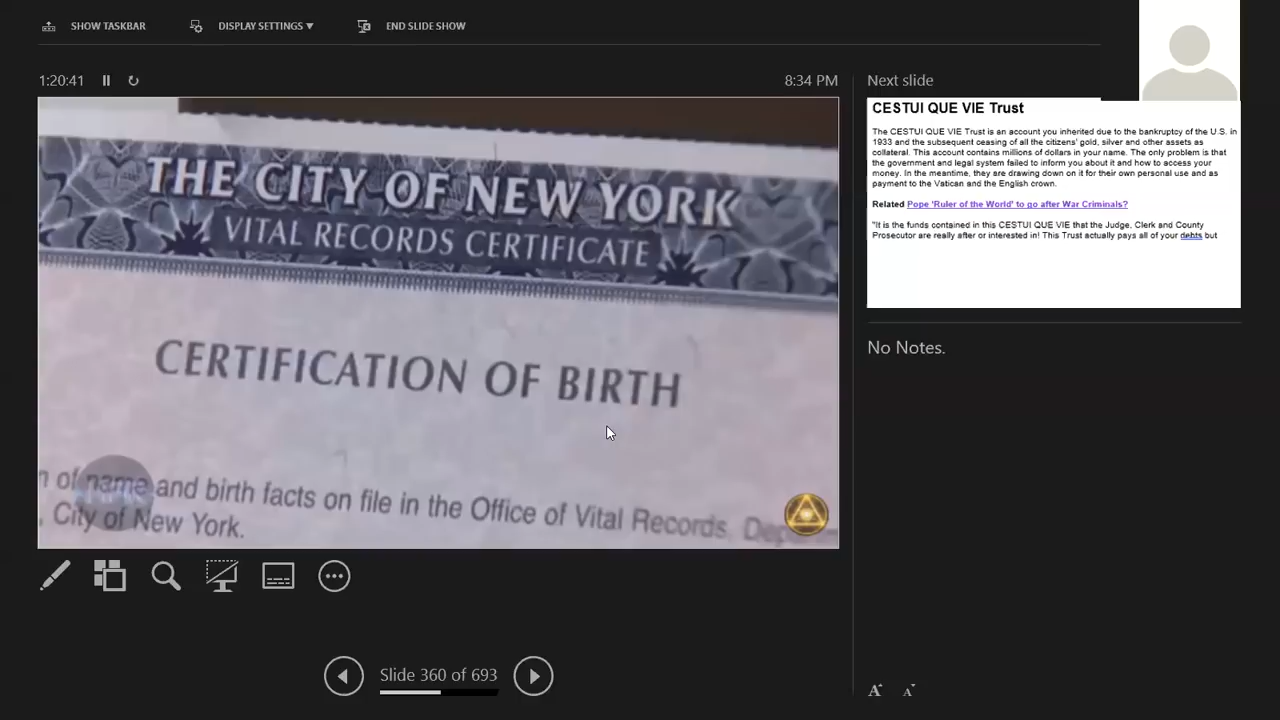 SHOW TASKBAR
DISPLAY SETTINGS ▼
END SLIDE SHOW
1:20:41
8:34 PM
Next slide
THE CITY OF NEW YORK
VITAL RECORDS CERTIFICATE
CERTIFICATION OF BIRTH
n of name and birth facts on file in the Office of Vital Records,
City of New York.
CESTUI QUE VIE Trust
The CESTUI QUE VIE Trust is an account you inherited due to the bankruptcy of the U.S. in
1933 and the subsequent ceasing of all the citizens' gold, silver and other assets as
collateral. This account contains millions of dollars in your name. The only problem is that
the government and legal system failed to inform you about it and how to access your
money. In the meantime, they are drawing down on it for their own personal use and as
payment to the Vatican and the English crown.
Related Pope 'Ruler of the World' to go after War Criminals?
"It is the funds contained in this CESTUI QUE VIE that the Judge, Clerk and County
Prosecutor are really after or interested in! This Trust actually pays all of your debts but
No Notes.
Slide 360 of 693
A A